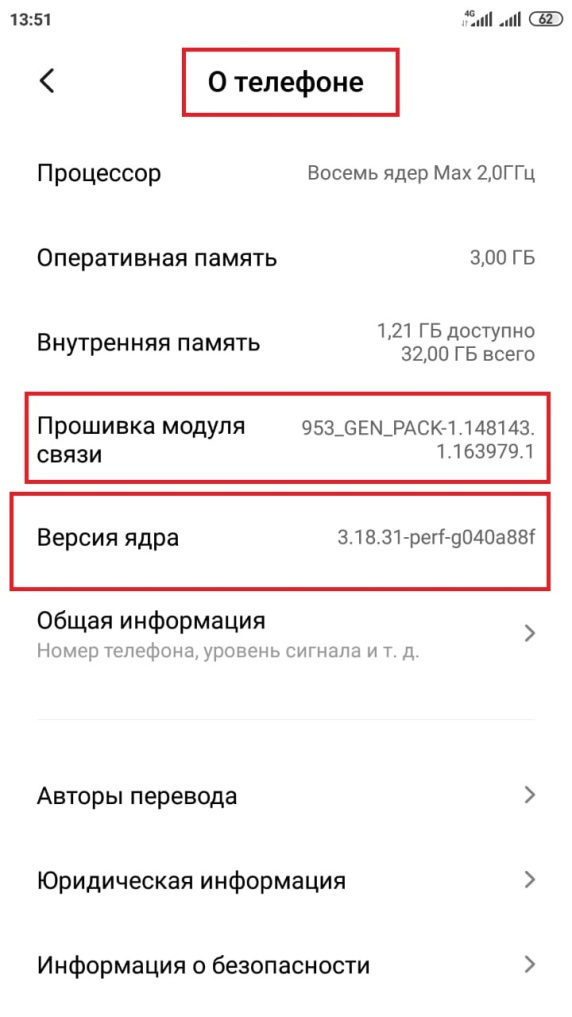 13:51 4G 62
О телефоне
Процессор Восемь ядер Max 2,0ГГц
Оперативная память 3,00 ГБ
Внутренняя память 1,21 ГБ доступно
32,00 ГБ всего
Прошивка модуля 953_GEN_PACK-1.148143.
связи 1.163979.1
Версия ядра 3.18.31-perf-g040a88f
Общая информация
Номер телефона, уровень сигнала и т. д.
Авторы перевода
Юридическая информация
Информация о безопасности